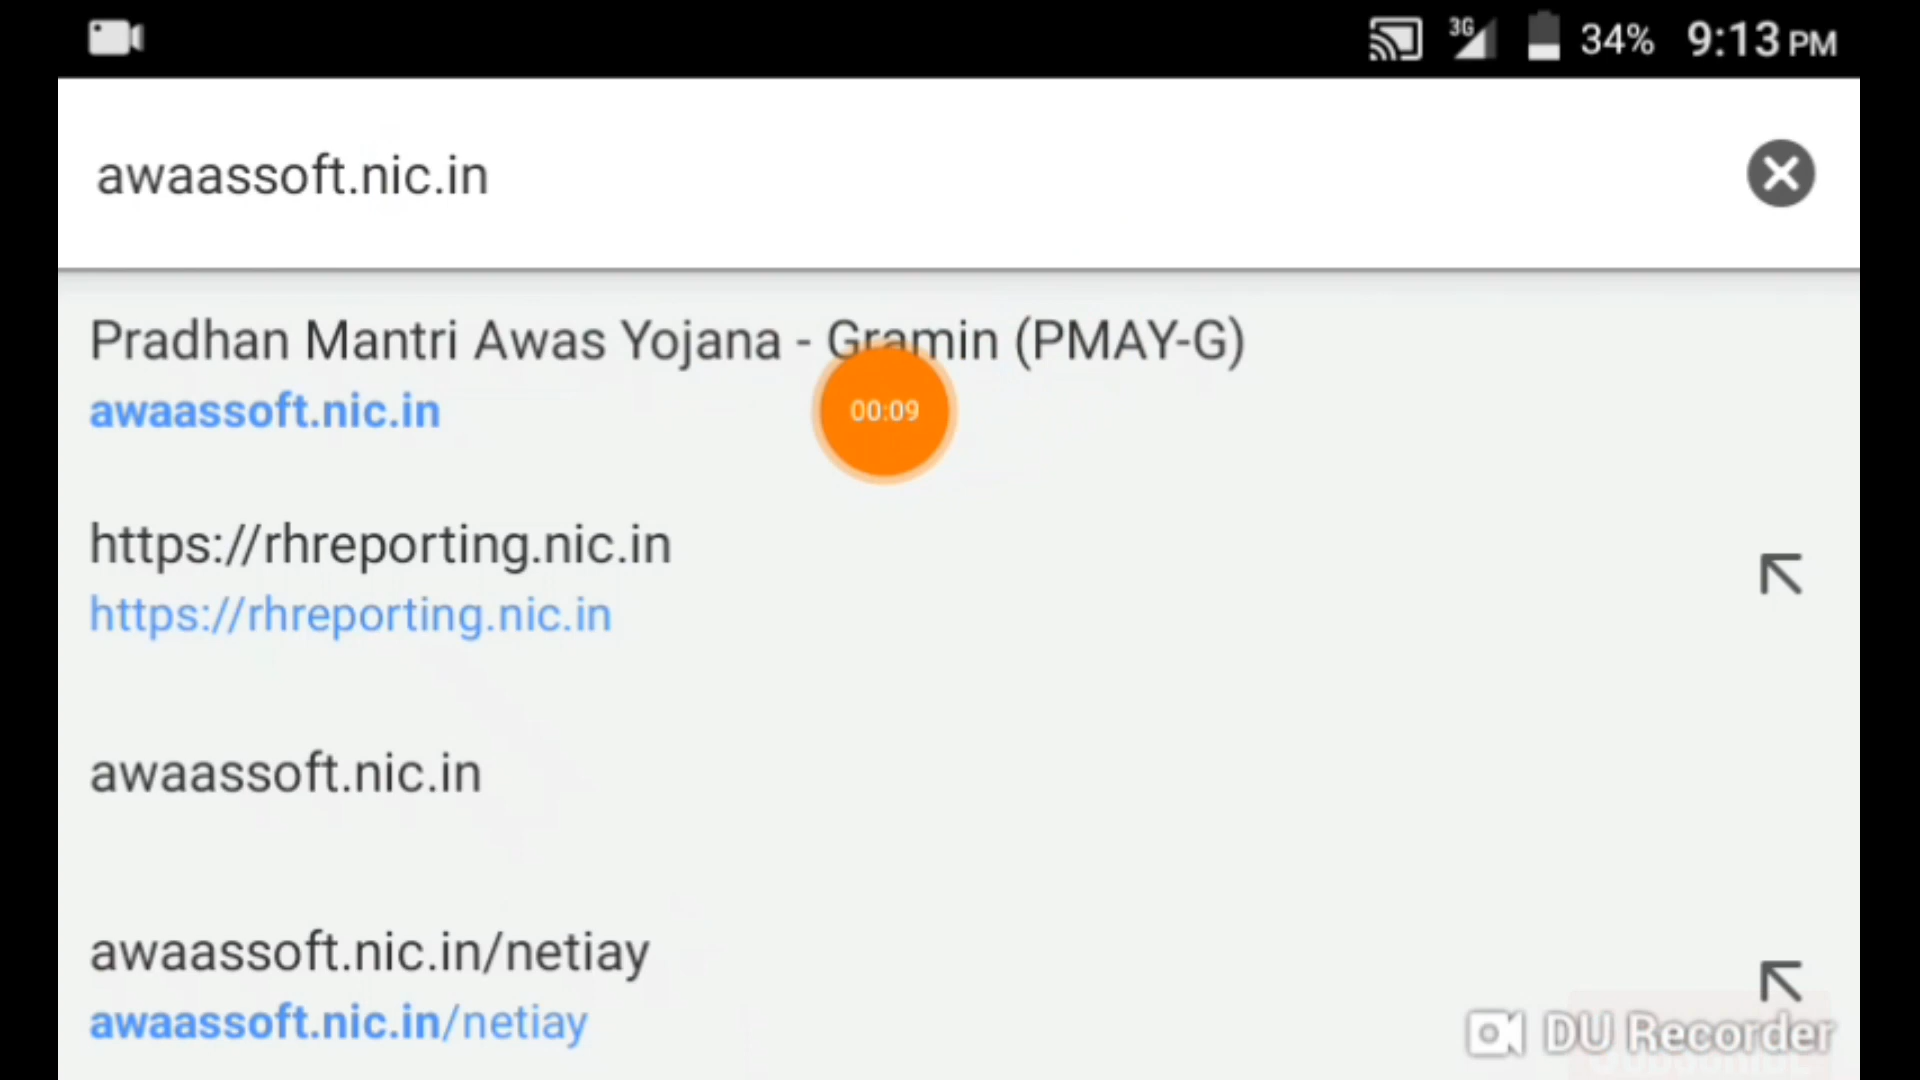 3G 34% 9:13 PM
awaassoft.nic.in
Pradhan Mantri Awas Yojana - Gramin (PMAY-G)
awaassoft.nic.in
00:09
https://rhreporting.nic.in
https://rhreporting.nic.in
awaassoft.nic.in
awaassoft.nic.in/netiay
awaassoft.nic.in/netiay
DU Recorder